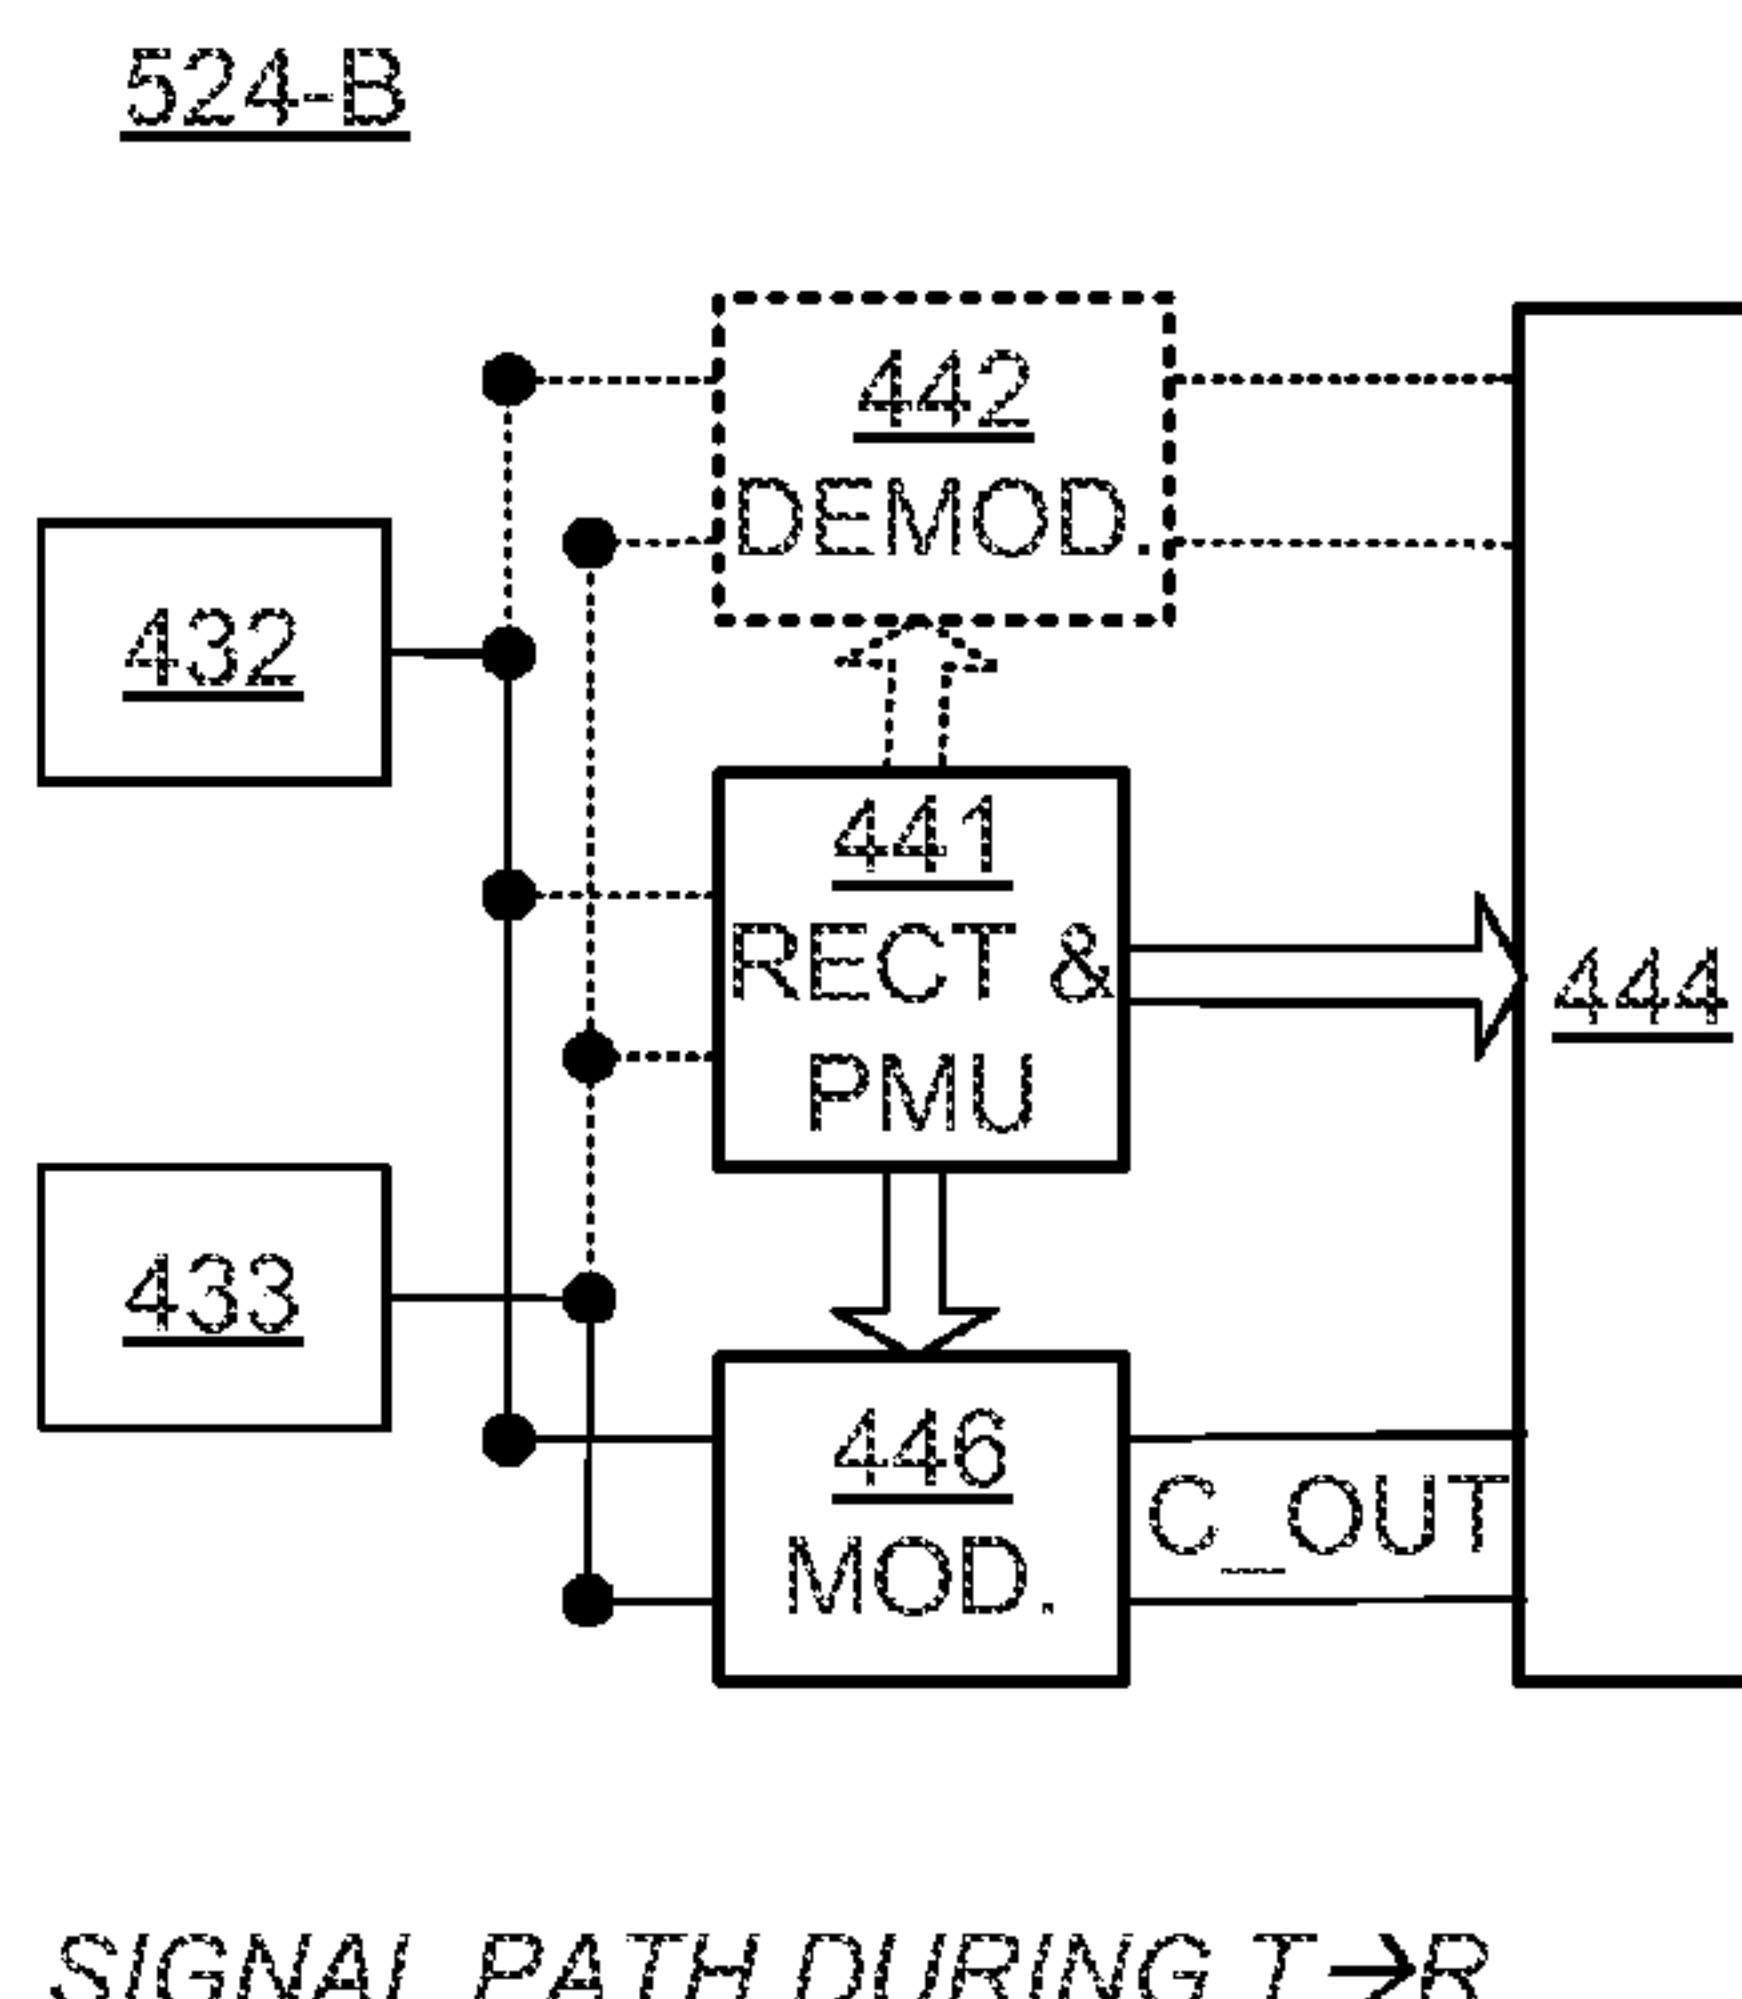 524-B
442
DEMOD.
432
441
RECT &
PMU
444
433
446
MOD.
C_OUT
SIGNAL PATH DURING T→R